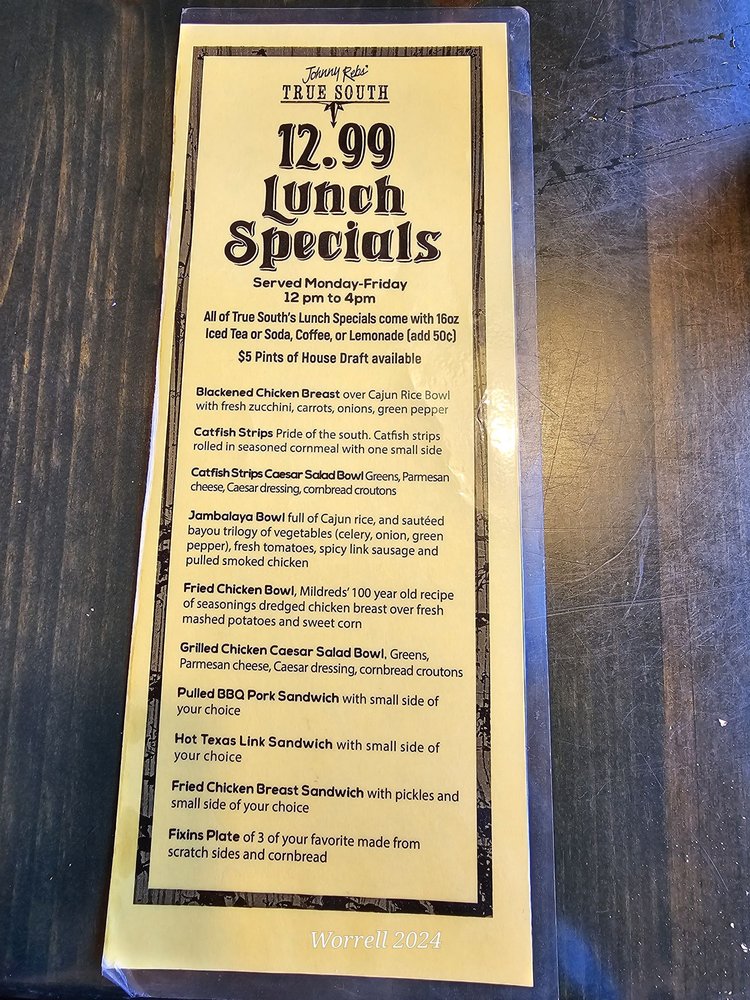 Johnny Rebs'
TRUE SOUTH
12.99
Lunch
Specials
Served Monday-Friday
12 pm to 4pm
All of True South's Lunch Specials come with 16oz
Iced Tea or Soda, Coffee, or Lemonade (add 50¢)
$5 Pints of House Draft available
Blackened Chicken Breast over Cajun Rice Bowl
with fresh zucchini, carrots, onions, green pepper
Catfish Strips Pride of the south. Catfish strips
rolled in seasoned cornmeal with one small side
Catfish Strips Caesar Salad Bowl Greens, Parmesan
cheese, Caesar dressing, cornbread croutons
Jambalaya Bowl full of Cajun rice, and sautéed
bayou trilogy of vegetables (celery, onion, green
pepper), fresh tomatoes, spicy link sausage and
pulled smoked chicken
Fried Chicken Bowl, Mildreds' 100 year old recipe
of seasonings dredged chicken breast over fresh
mashed potatoes and sweet corn
Grilled Chicken Caesar Salad Bowl, Greens,
Parmesan cheese, Caesar dressing, cornbread croutons
Pulled BBQ Pork Sandwich with small side of
your choice
Hot Texas Link Sandwich with small side of
your choice
Fried Chicken Breast Sandwich with pickles and
small side of your choice
Fixins Plate of 3 of your favorite made from
scratch sides and cornbread
Worrell 2024